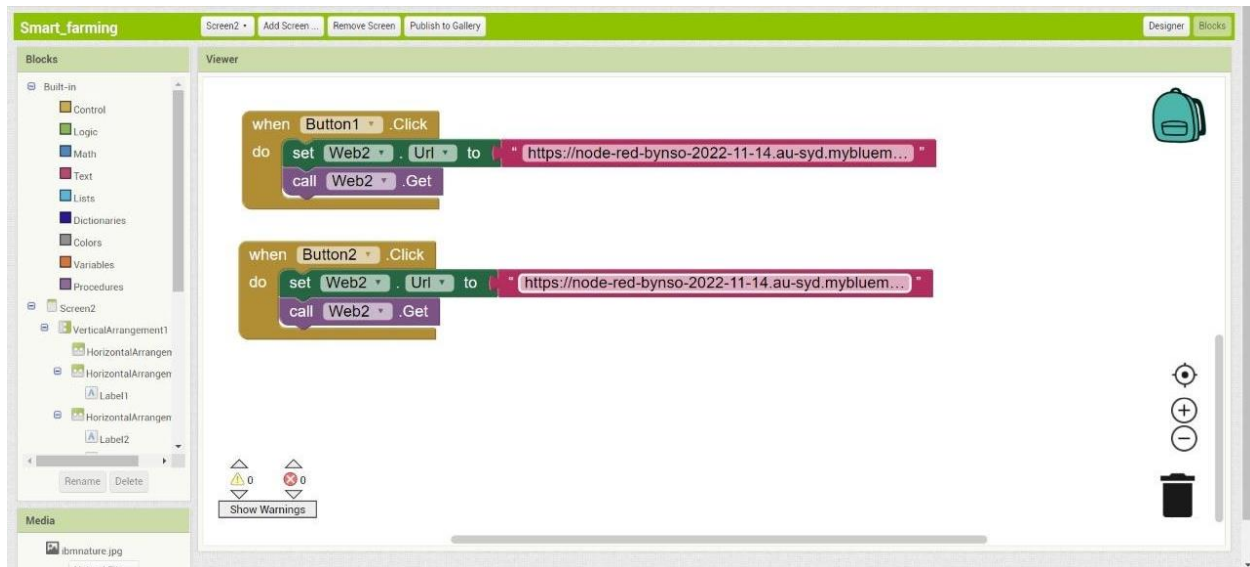 Smart_farming
Screen2 Add Screen ... Remove Screen Publish to Gallery
Designer Blocks
Blocks
Built-in
Control
Logic
Math
Text
Lists
Dictionaries
Colors
Variables
Procedures
Screen2
VerticalArrangement1
HorizontalArrangen
HorizontalArrangen
Label1
HorizontalArrangen
Label2
Rename Delete
Media
ibmnature.jpg
Viewer
when Button1 .Click
do set Web2 . Url to " https://node-red-bynso-2022-11-14.au-syd.mybluem… "
call Web2 .Get
when Button2 .Click
do set Web2 . Url to " https://node-red-bynso-2022-11-14.au-syd.mybluem… "
call Web2 .Get
0 0
Show Warnings